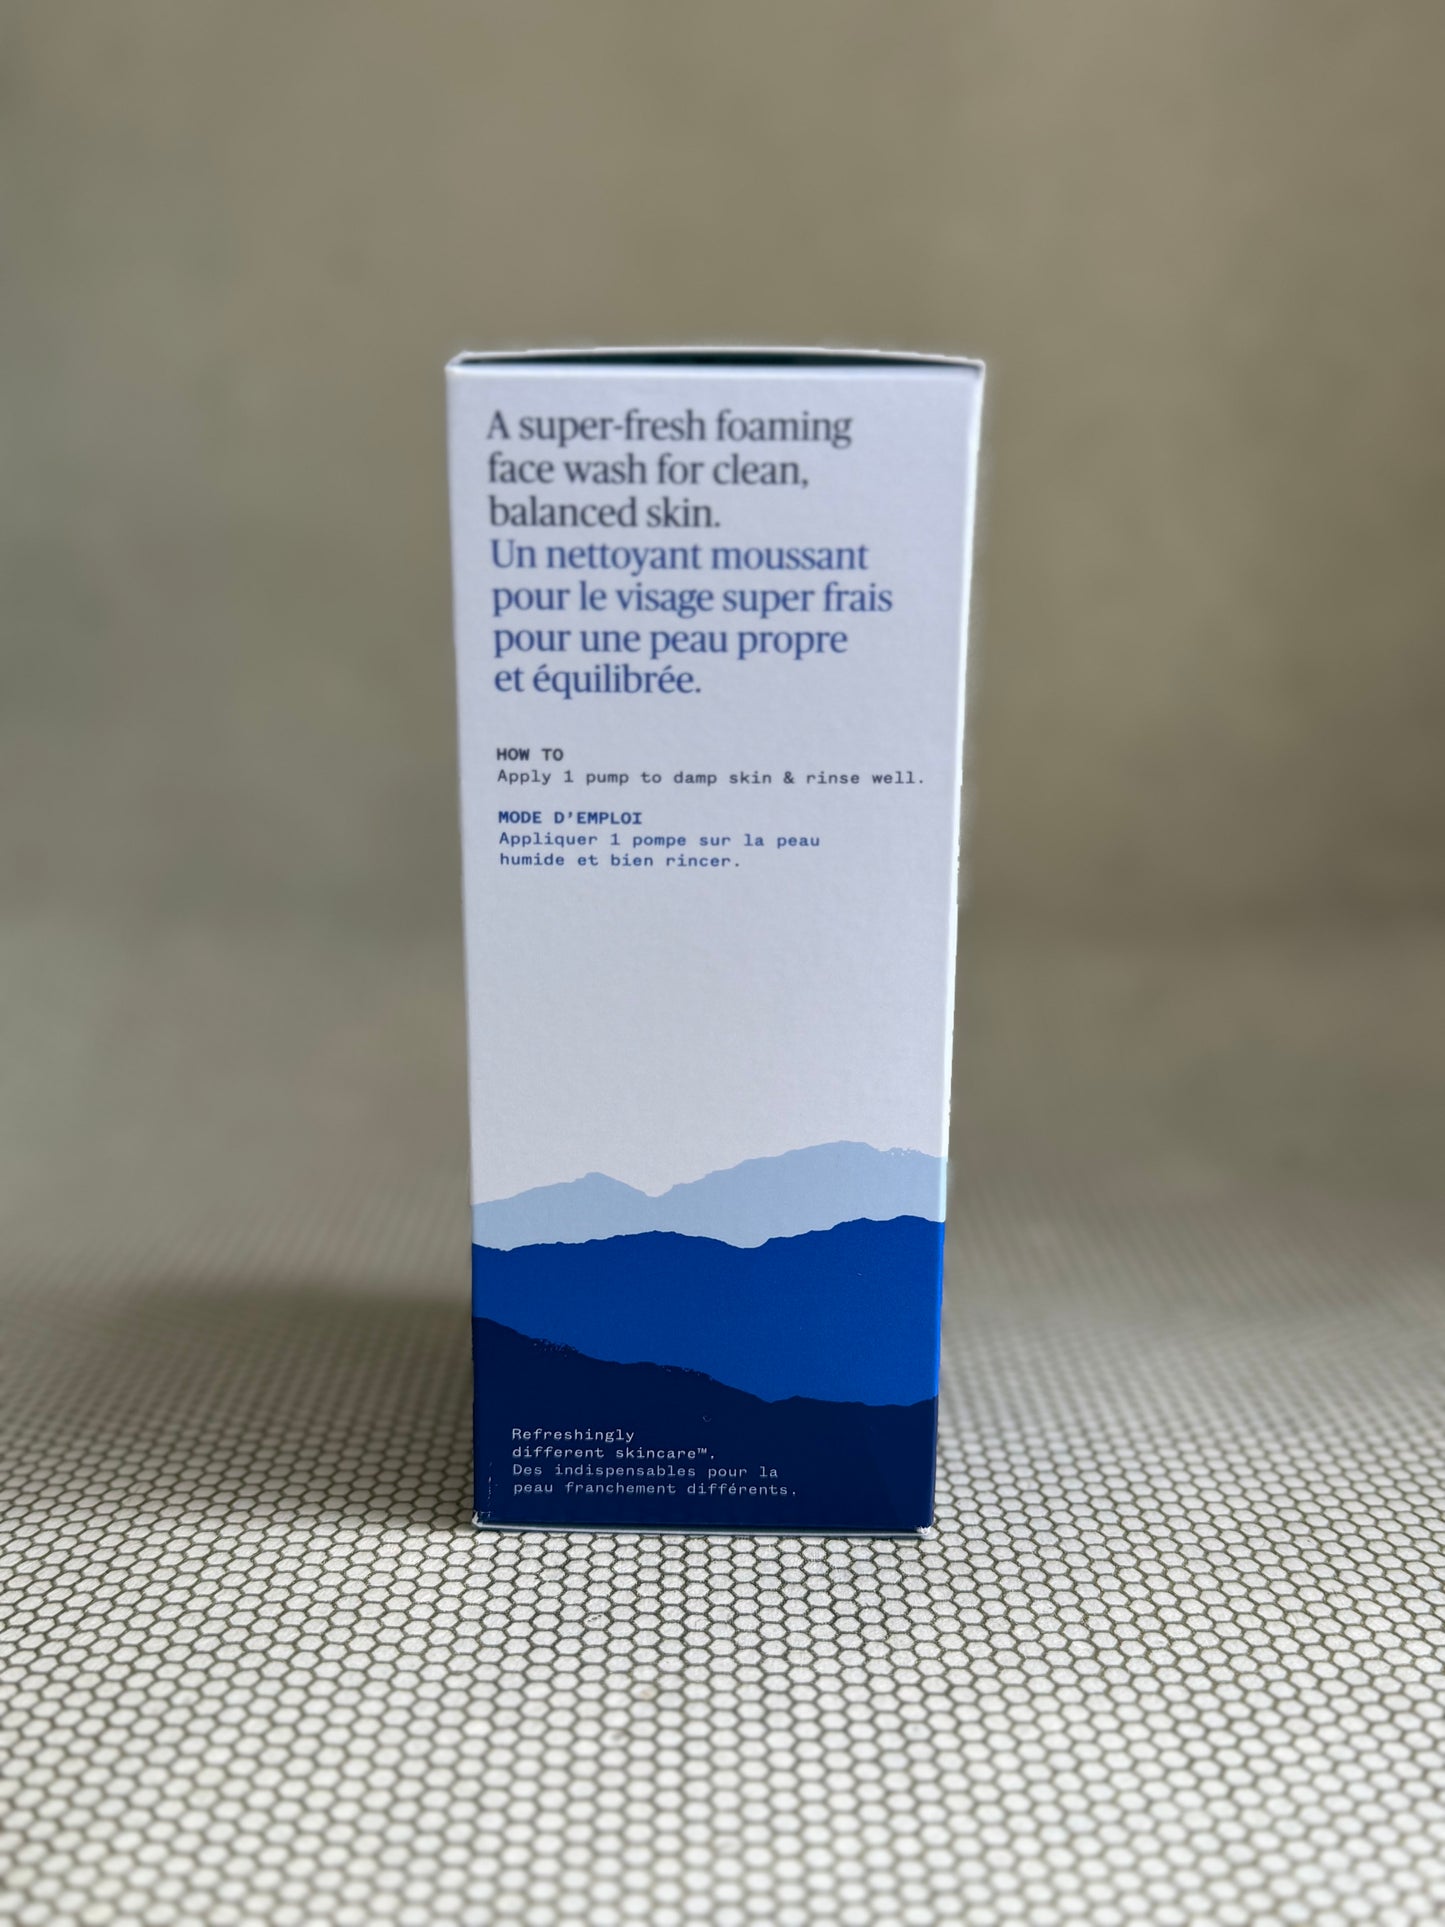 A super-fresh foaming
face wash for clean,
balanced skin.
Un nettoyant moussant
pour le visage super frais
pour une peau propre
et équilibrée.
HOW TO
Apply 1 pump to damp skin & rinse well.
MODE D'EMPLOI
Appliquer 1 pompe sur la peau
humide et bien rincer.
Refreshingly
different skincare™.
Des indispensables pour la
peau franchement différents.